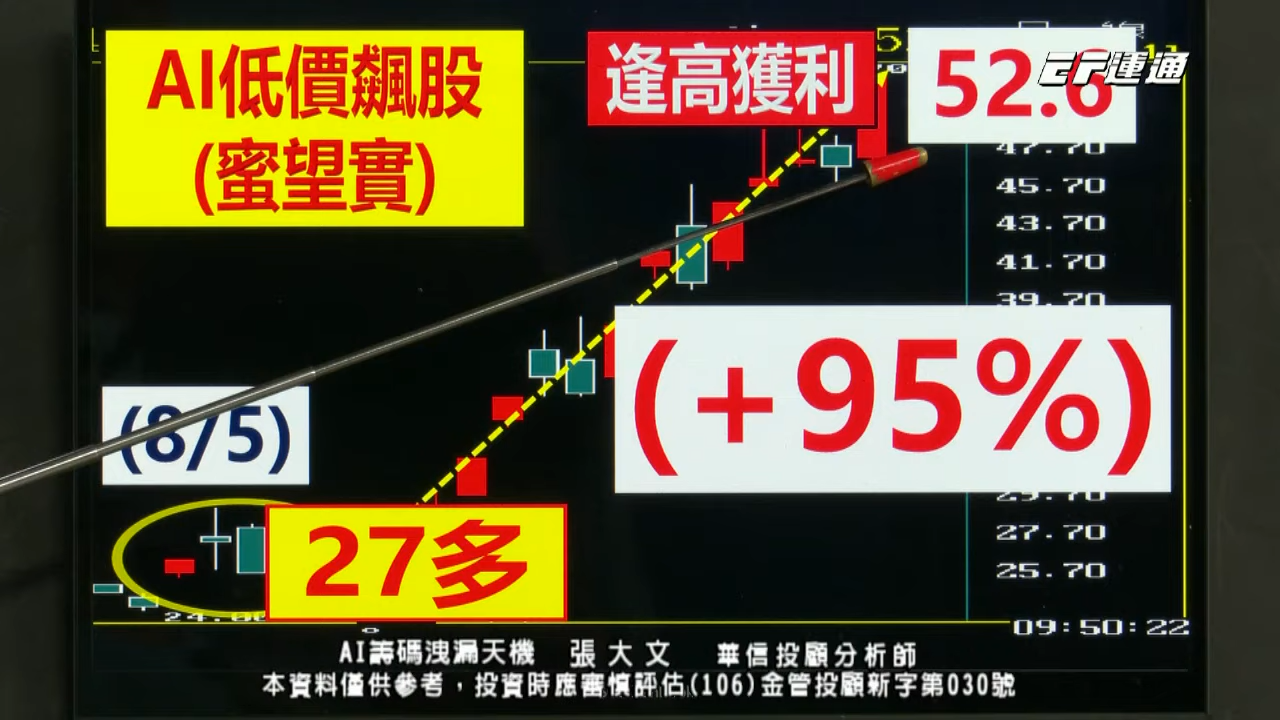 AI低價飆股
(蜜望實)
逢高獲利
52.6
EF運通
47.70
45.70
43.70
41.70
39.70
(+95%)
(8/5)
29.70
27多
27.70
25.70
24.00
09:50:22
AI籌碼洩漏天機 張大文 華信投顧分析師
本資料僅供參考，投資時應審慎評估(106)金管投顧新字第030號